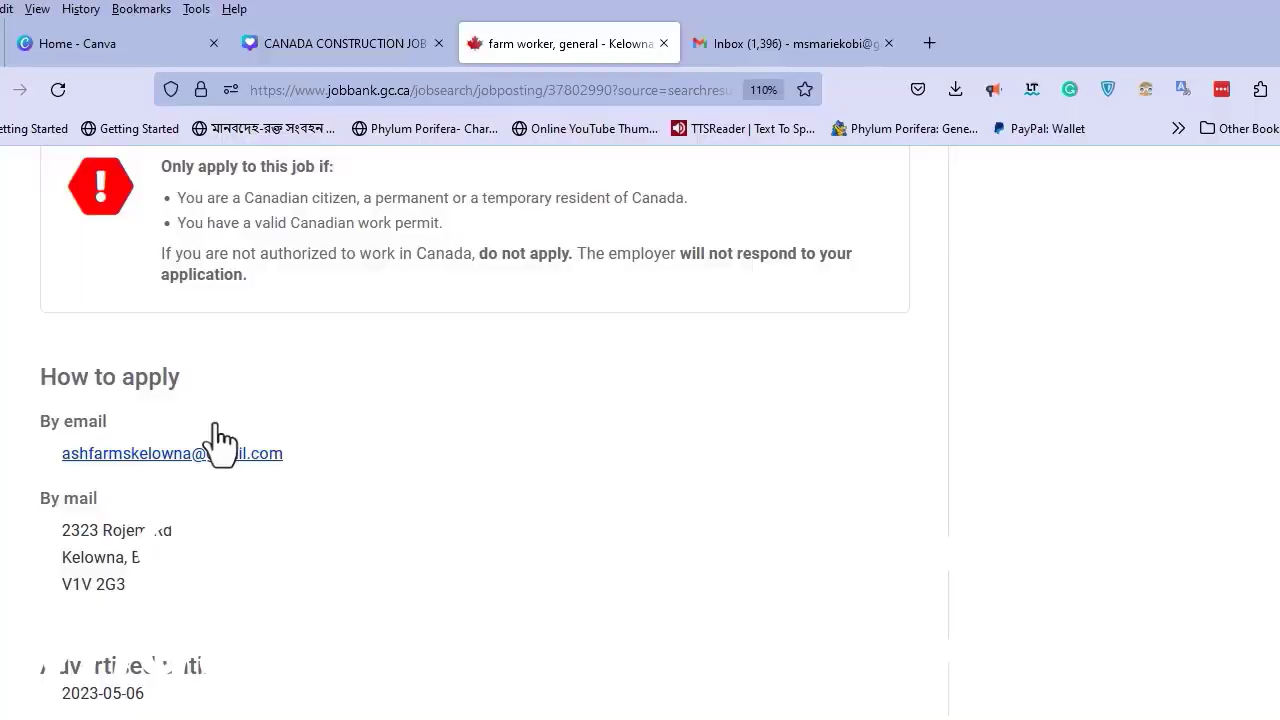 dit View History Bookmarks Tools Help
Home - Canva CANADA CONSTRUCTION JOB farm worker, general - Kelowna Inbox (1,396) - msmariekobi@g
https://www.jobbank.gc.ca/jobsearch/jobposting/37802990?source=searchresu 110%
etting Started Getting Started মানবদেহ-রক্ত সংবহন ... Phylum Porifera- Char... Online YouTube Thum... TTSReader | Text To Sp... Phylum Porifera: Gene... PayPal: Wallet Other Book
Only apply to this job if:
• You are a Canadian citizen, a permanent or a temporary resident of Canada.
• You have a valid Canadian work permit.
If you are not authorized to work in Canada, do not apply. The employer will not respond to your
application.
How to apply
By email
ashfarmskelowna@
il.com
By mail
2323
Kelowna,
V1V 2G3
2023-05-06